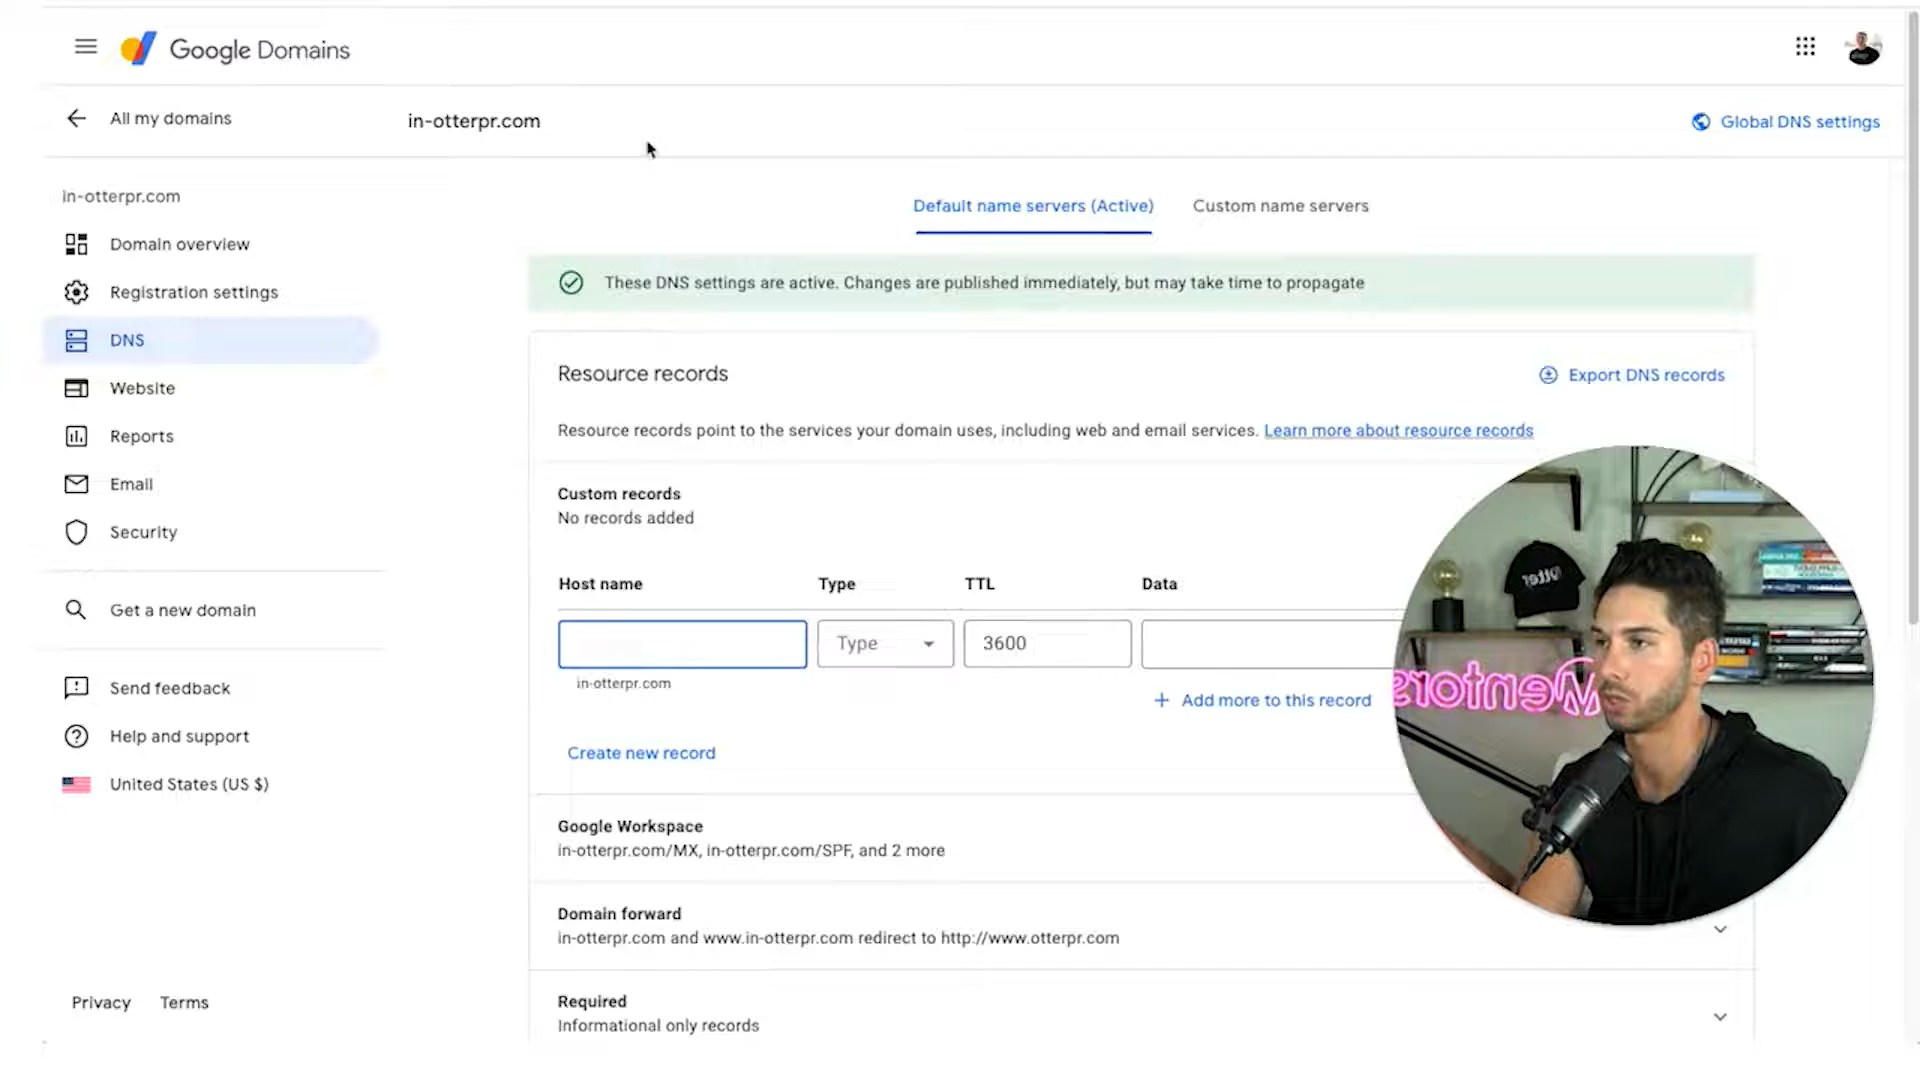 Google Domains
All my domains
in-otterpr.com
Global DNS settings
in-otterpr.com
Domain overview
Registration settings
DNS
Website
Reports
Email
Security
Get a new domain
Send feedback
Help and support
United States (US $)
Privacy
Terms
Default name servers (Active)
Custom name servers
These DNS settings are active. Changes are published immediately, but may take time to propagate
Resource records
Export DNS records
Resource records point to the services your domain uses, including web and email services. Learn more about resource records
Custom records
No records added
Host name
Type
TTL
Data
Type
3600
in-otterpr.com
Add more to this record
Create new record
Google Workspace
in-otterpr.com/MX, in-otterpr.com/SPF, and 2 more
Domain forward
in-otterpr.com and www.in-otterpr.com redirect to http://www.otterpr.com
Required
Informational only records
otter
Mentors